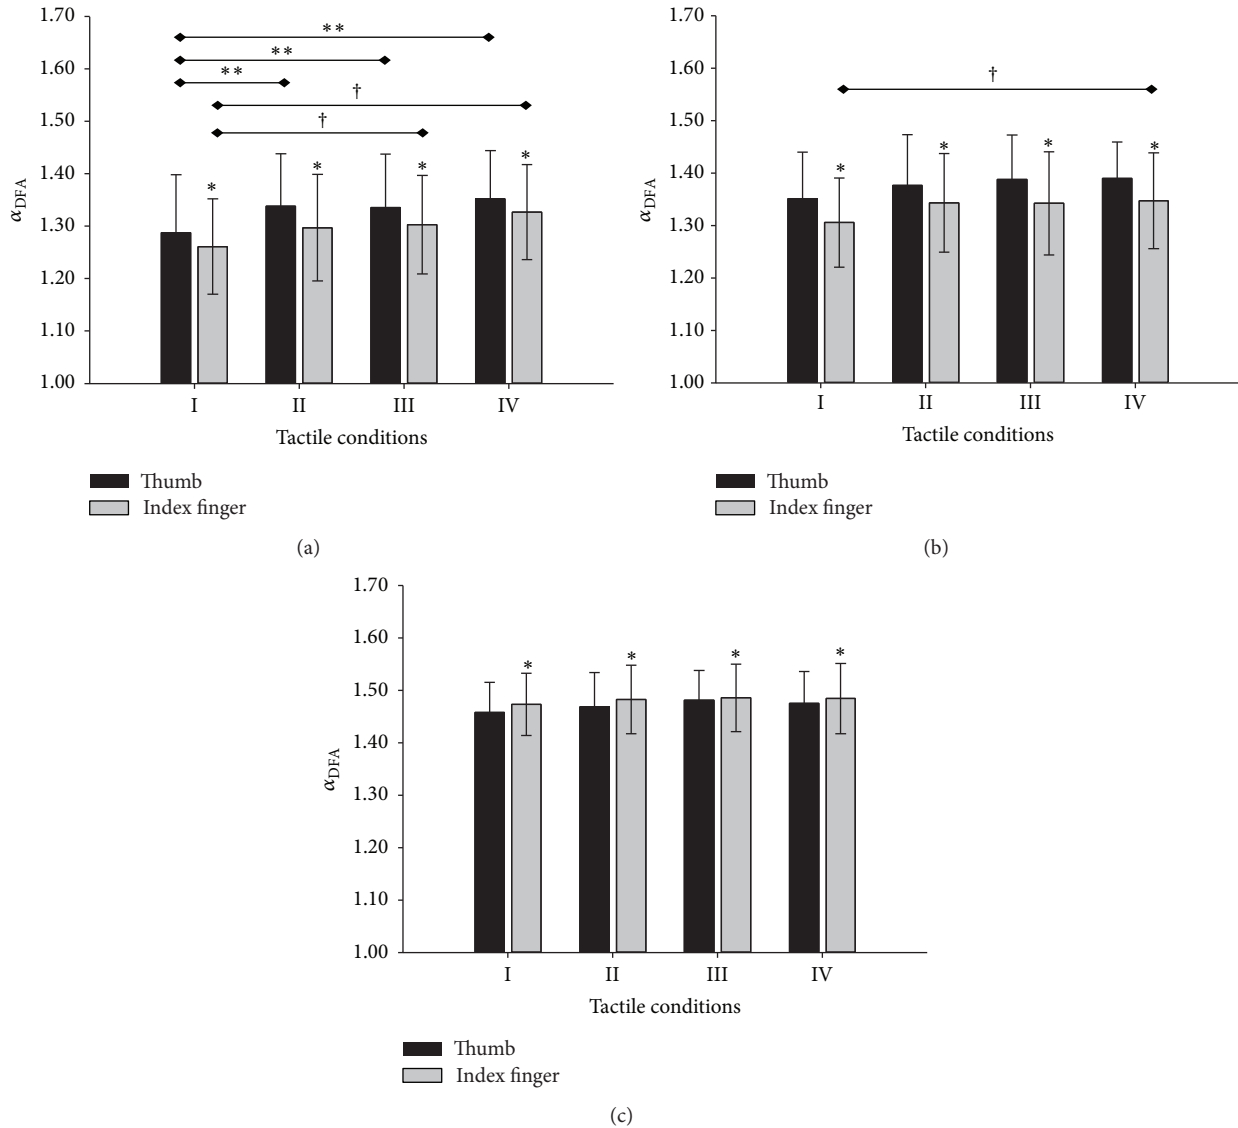 1.70
1.60
1.50
1.40
1.30
1.20
1.10
1.00
αDFA
**
**
**
†
†
* * * *
I II III IV
Tactile conditions
Thumb
Index finger
(a)
1.70
1.60
1.50
1.40
1.30
1.20
1.10
1.00
αDFA
†
* * * *
I II III IV
Tactile conditions
Thumb
Index finger
(b)
1.70
1.60
1.50
1.40
1.30
1.20
1.10
1.00
αDFA
* * * *
I II III IV
Tactile conditions
Thumb
Index finger
(c)